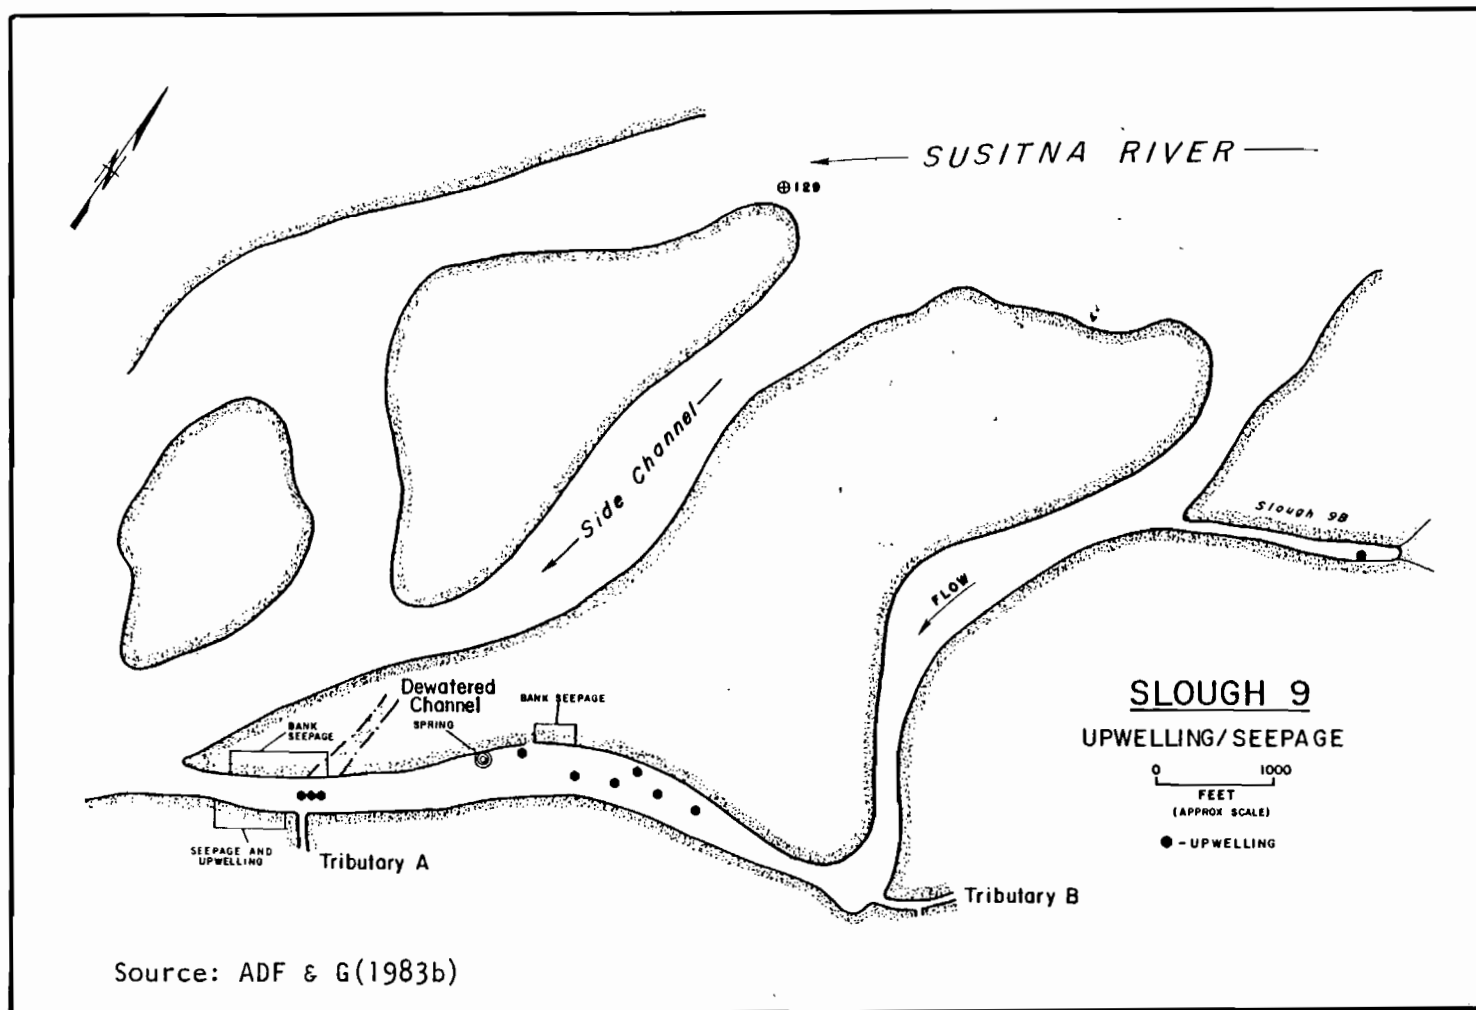 SUSITNA RIVER
129
Side Channel
Slough 9B
FLOW
Dewatered
Channel
BANK SEEPAGE
SPRING
BANK
SEEPAGE
SLOUGH 9
UPWELLING/SEEPAGE
0 1000
FEET
(APPROX SCALE)
- UPWELLING
SEEPAGE AND
UPWELLING
Tributary A
Tributary B
Source: ADF & G(1983b)